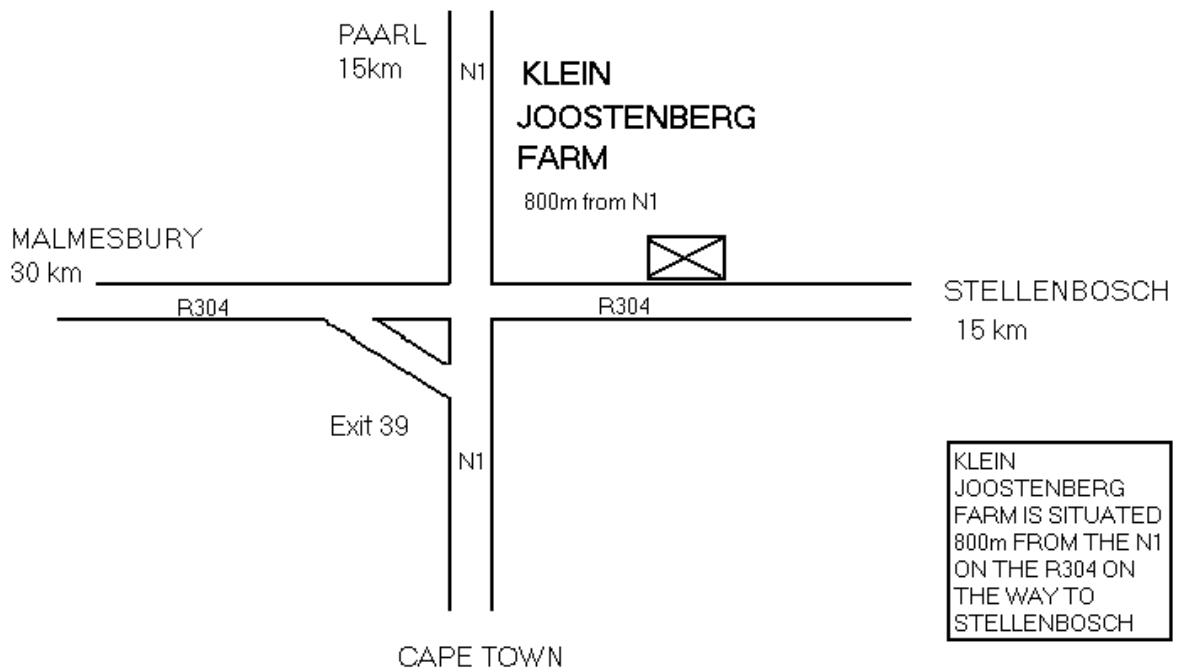 PAARL
15km
N1
KLEIN
JOOSTENBERG
FARM
800m from N1
MALMESBURY
30 km
R304
R304
STELLENBOSCH
15 km
Exit 39
N1
KLEIN
JOOSTENBERG
FARM IS SITUATED
800m FROM THE N1
ON THE R304 ON
THE WAY TO
STELLENBOSCH
CAPE TOWN